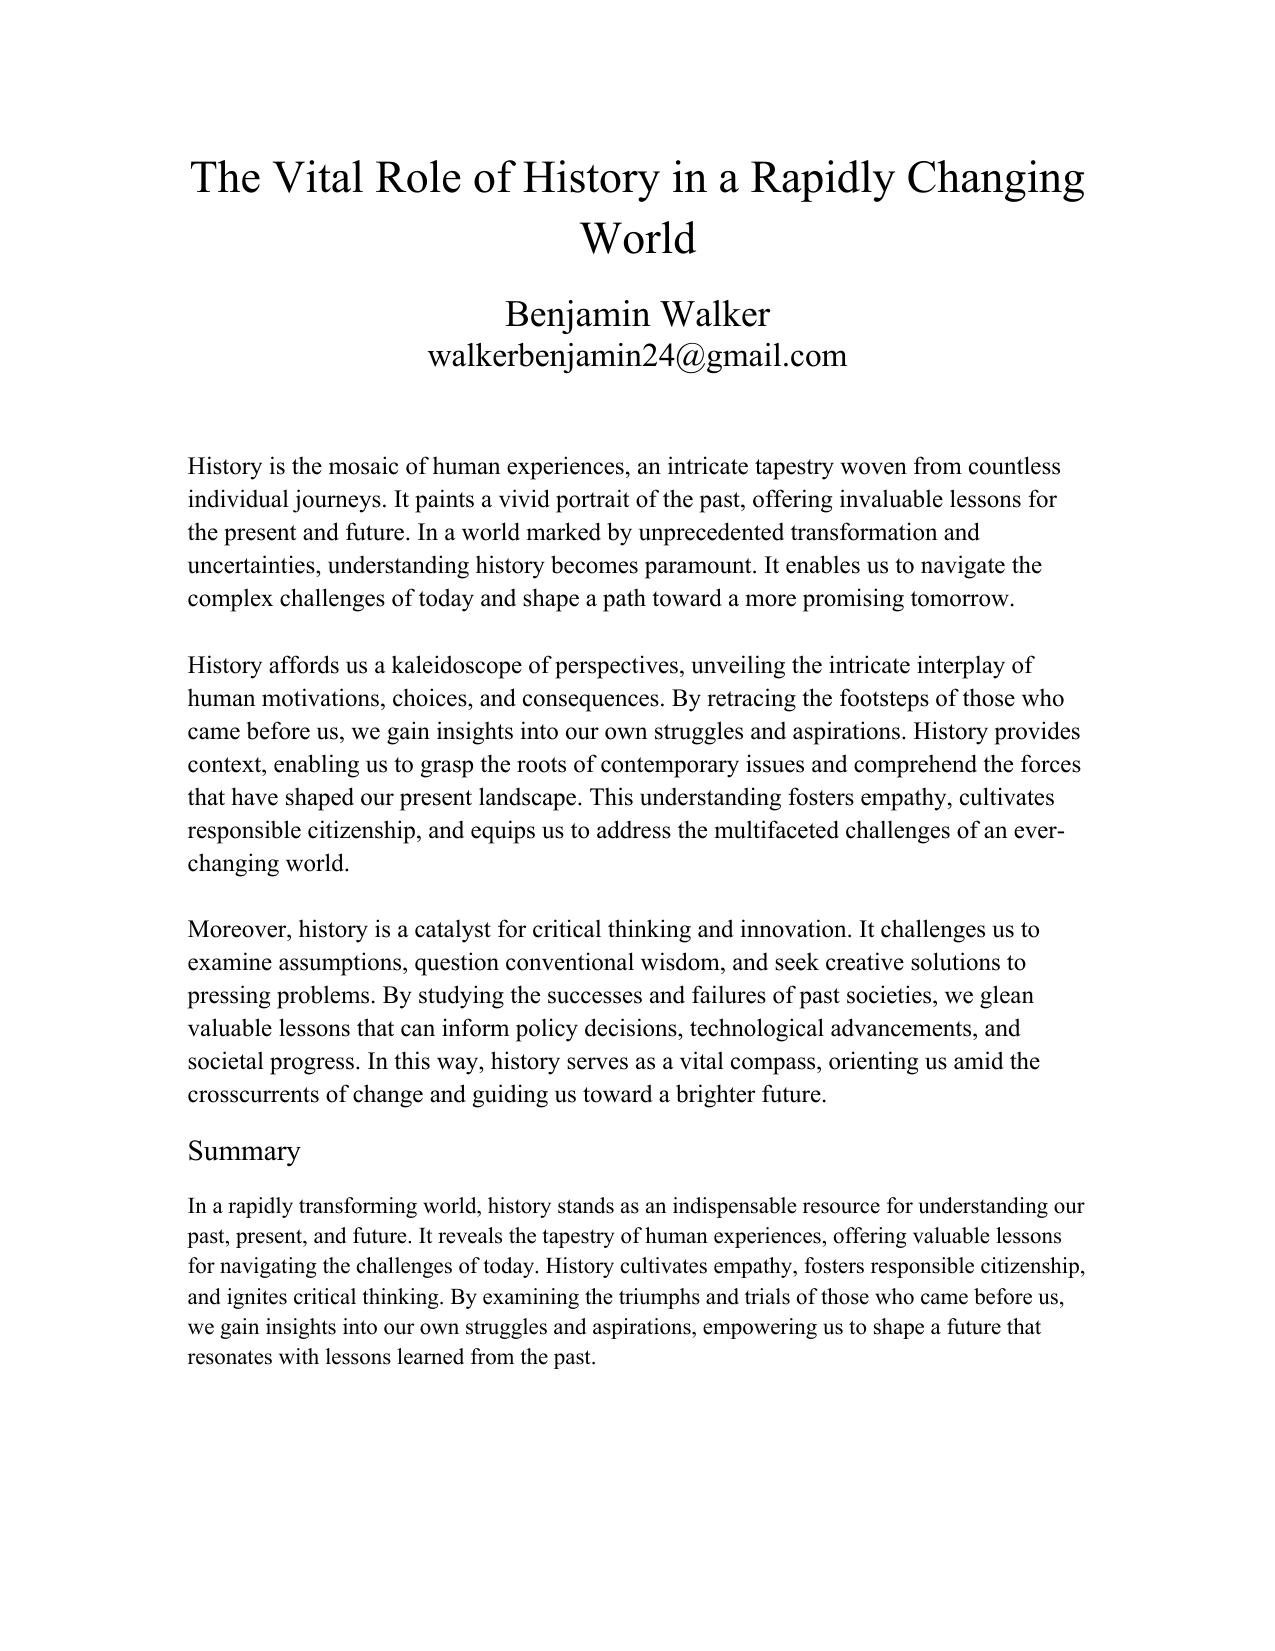 The Vital Role of History in a Rapidly Changing
World
Benjamin Walker
walkerbenjamin24@gmail.com
History is the mosaic of human experiences, an intricate tapestry woven from countless
individual journeys. It paints a vivid portrait of the past, offering invaluable lessons for
the present and future. In a world marked by unprecedented transformation and
uncertainties, understanding history becomes paramount. It enables us to navigate the
complex challenges of today and shape a path toward a more promising tomorrow.
History affords us a kaleidoscope of perspectives, unveiling the intricate interplay of
human motivations, choices, and consequences. By retracing the footsteps of those who
came before us, we gain insights into our own struggles and aspirations. History provides
context, enabling us to grasp the roots of contemporary issues and comprehend the forces
that have shaped our present landscape. This understanding fosters empathy, cultivates
responsible citizenship, and equips us to address the multifaceted challenges of an ever-
changing world.
Moreover, history is a catalyst for critical thinking and innovation. It challenges us to
examine assumptions, question conventional wisdom, and seek creative solutions to
pressing problems. By studying the successes and failures of past societies, we glean
valuable lessons that can inform policy decisions, technological advancements, and
societal progress. In this way, history serves as a vital compass, orienting us amid the
crosscurrents of change and guiding us toward a brighter future.
Summary
In a rapidly transforming world, history stands as an indispensable resource for understanding our
past, present, and future. It reveals the tapestry of human experiences, offering valuable lessons
for navigating the challenges of today. History cultivates empathy, fosters responsible citizenship,
and ignites critical thinking. By examining the triumphs and trials of those who came before us,
we gain insights into our own struggles and aspirations, empowering us to shape a future that
resonates with lessons learned from the past.